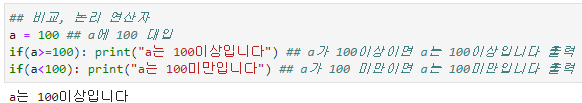 ## 비교, 논리 연산자
a = 100 ## a에 100 대입
if(a>=100): print("a는 100이상입니다") ## a가 100이상이면 a는 100이상입니다 출력
if(a<100): print("a는 100미만입니다") ## a가 100 미만이면 a는 100미만입니다 출력
a는 100이상입니다